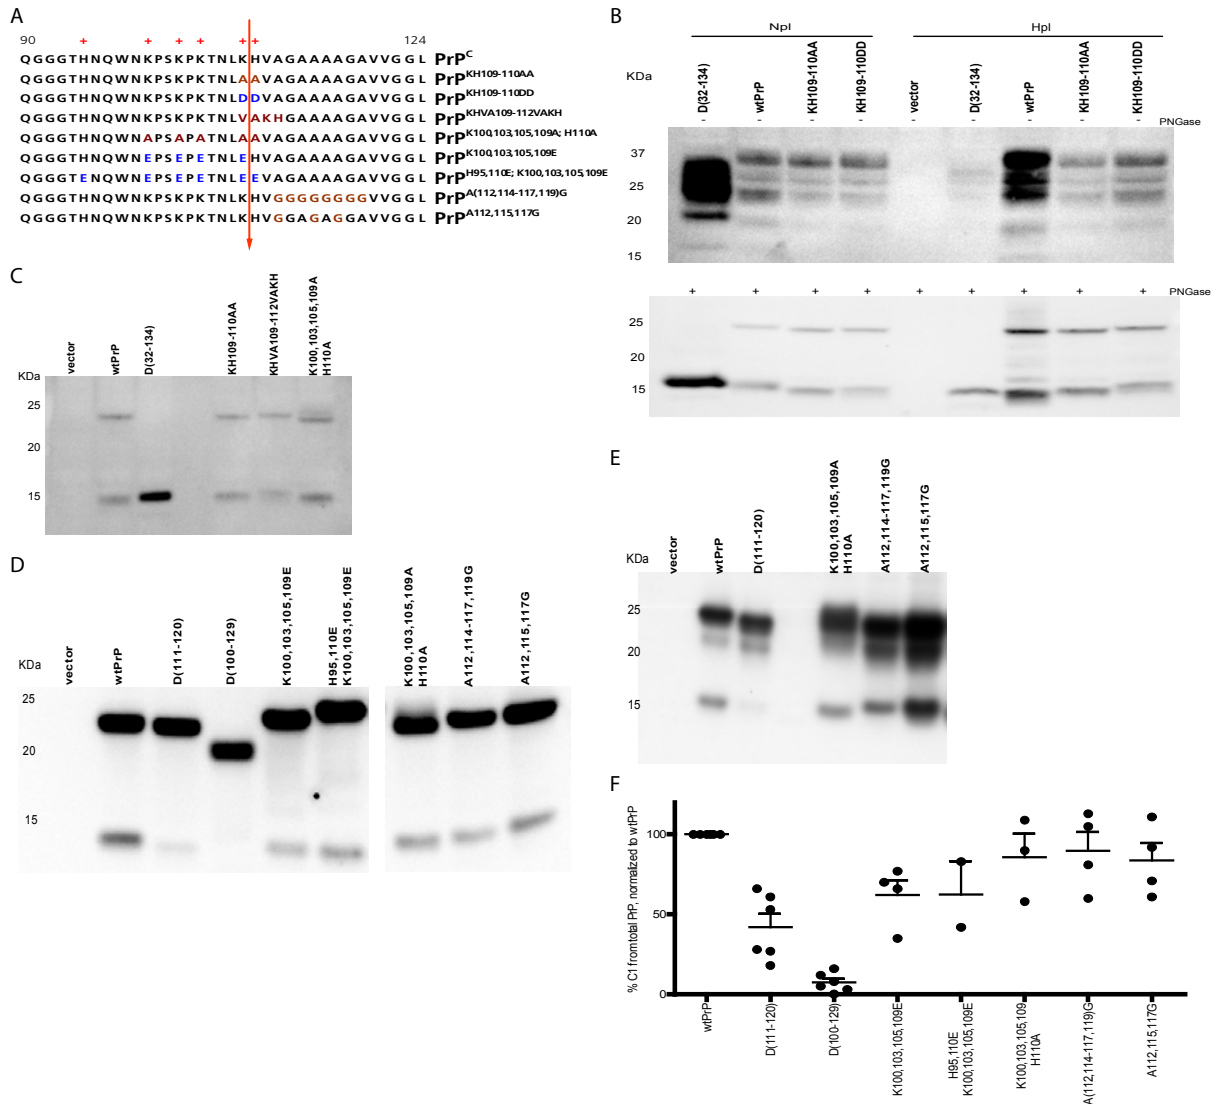 A
90 124
+ + + + + +
QGGGTHNQWNKPSKPKTNLKHVAGAAAAGAVVGGL PrPC
QGGGTHNQWNKPSKPKTNLAAVAGAAAAGAVVGGL PrPKH109-110AA
QGGGTHNQWNKPSKPKTNLDDVAGAAAAGAVVGGL PrPKH109-110DD
QGGGTHNQWNKPSKPKTNLVAKHGAAAAGAVVGGL PrPKHVA109-112VAKH
QGGGTHNQWNAPSAPATNLAAVAGAAAAGAVVGGL PrPK100,103,105,109A; H110A
QGGGTHNQWNEPSEPETNLEHVAGAAAAGAVVGGL PrPK100,103,105,109E
QGGGTENQWNEPSEPETNLEEVAGAAAAGAVVGGL PrPH95,110E; K100,103,105,109E
QGGGTHNQWNKPSKPKTNLKHVGGGGGGGGVVGGL PrPA(112,114-117,119)G
QGGGTHNQWNKPSKPKTNLKHVGGAAGAGAVVGGL PrPA112,115,117G
B
Npl Hpl
KDa
D(32-134) wtPrP KH109-110AA KH109-110DD vector D(32-134) wtPrP KH109-110AA KH109-110DD
- - - - - - - - - PNGase
37
25
20
15
+ + + + + + + + + PNGase
25
20
15
C
vector wtPrP D(32-134) KH109-110AA KHVA109-112VAKH K100,103,105,109A
H110A
KDa
25
20
15
D
vector wtPrP D(111-120) D(100-129) K100,103,105,109E H95,110E
K100,103,105,109E
K100,103,105,109A
H110A
A112,114-117,119G A112,115,117G
KDa
25
20
15
E
vector wtPrP D(111-120) K100,103,105,109A
H110A
A112,114-117,119G A112,115,117G
KDa
25
20
15
F
% C1 from total PrP, normalized to wtPrP
100
50
0
wtPrP D(111-120) D(100-129) K100,103,105,109E H95,110E
K100,103,105,109E
K100,103,105,109
H110A
A(112,114-117,119)G A112,115,117G